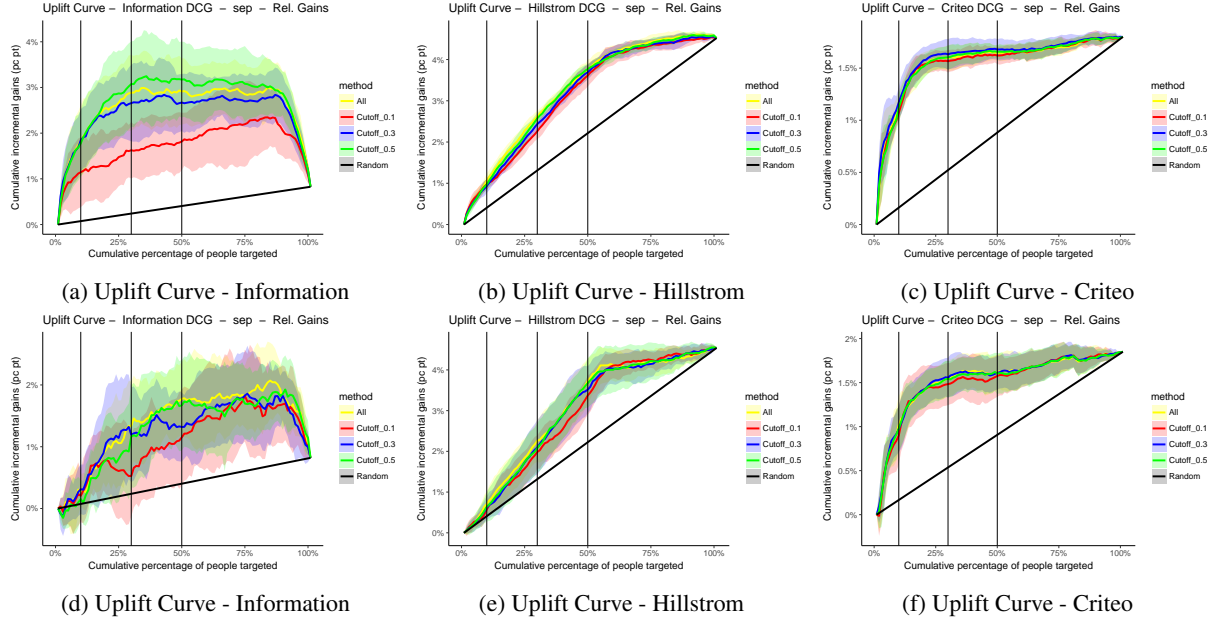 Uplift Curve – Information DCG – sep – Rel. Gains
Cumulative incremental gains (pc pt)
4%
3%
2%
1%
0%
0% 25% 50% 75% 100%
Cumulative percentage of people targeted
method
All
Cutoff_0.1
Cutoff_0.3
Cutoff_0.5
Random
(a) Uplift Curve - Information
Uplift Curve – Hillstrom DCG – sep – Rel. Gains
Cumulative incremental gains (pc pt)
4%
3%
2%
1%
0%
0% 25% 50% 75% 100%
Cumulative percentage of people targeted
method
All
Cutoff_0.1
Cutoff_0.3
Cutoff_0.5
Random
(b) Uplift Curve - Hillstrom
Uplift Curve – Criteo DCG – sep – Rel. Gains
Cumulative incremental gains (pc pt)
1.5%
1%
0.5%
0%
0% 25% 50% 75% 100%
Cumulative percentage of people targeted
method
All
Cutoff_0.1
Cutoff_0.3
Cutoff_0.5
Random
(c) Uplift Curve - Criteo
Uplift Curve – Information DCG – sep – Rel. Gains
Cumulative incremental gains (pc pt)
2%
1%
0%
0% 25% 50% 75% 100%
Cumulative percentage of people targeted
method
All
Cutoff_0.1
Cutoff_0.3
Cutoff_0.5
Random
(d) Uplift Curve - Information
Uplift Curve – Hillstrom DCG – sep – Rel. Gains
Cumulative incremental gains (pc pt)
4%
3%
2%
1%
0%
0% 25% 50% 75% 100%
Cumulative percentage of people targeted
method
All
Cutoff_0.1
Cutoff_0.3
Cutoff_0.5
Random
(e) Uplift Curve - Hillstrom
Uplift Curve – Criteo DCG – sep – Rel. Gains
Cumulative incremental gains (pc pt)
2%
1.5%
1%
0.5%
0%
0% 25% 50% 75% 100%
Cumulative percentage of people targeted
method
All
Cutoff_0.1
Cutoff_0.3
Cutoff_0.5
Random
(f) Uplift Curve - Criteo